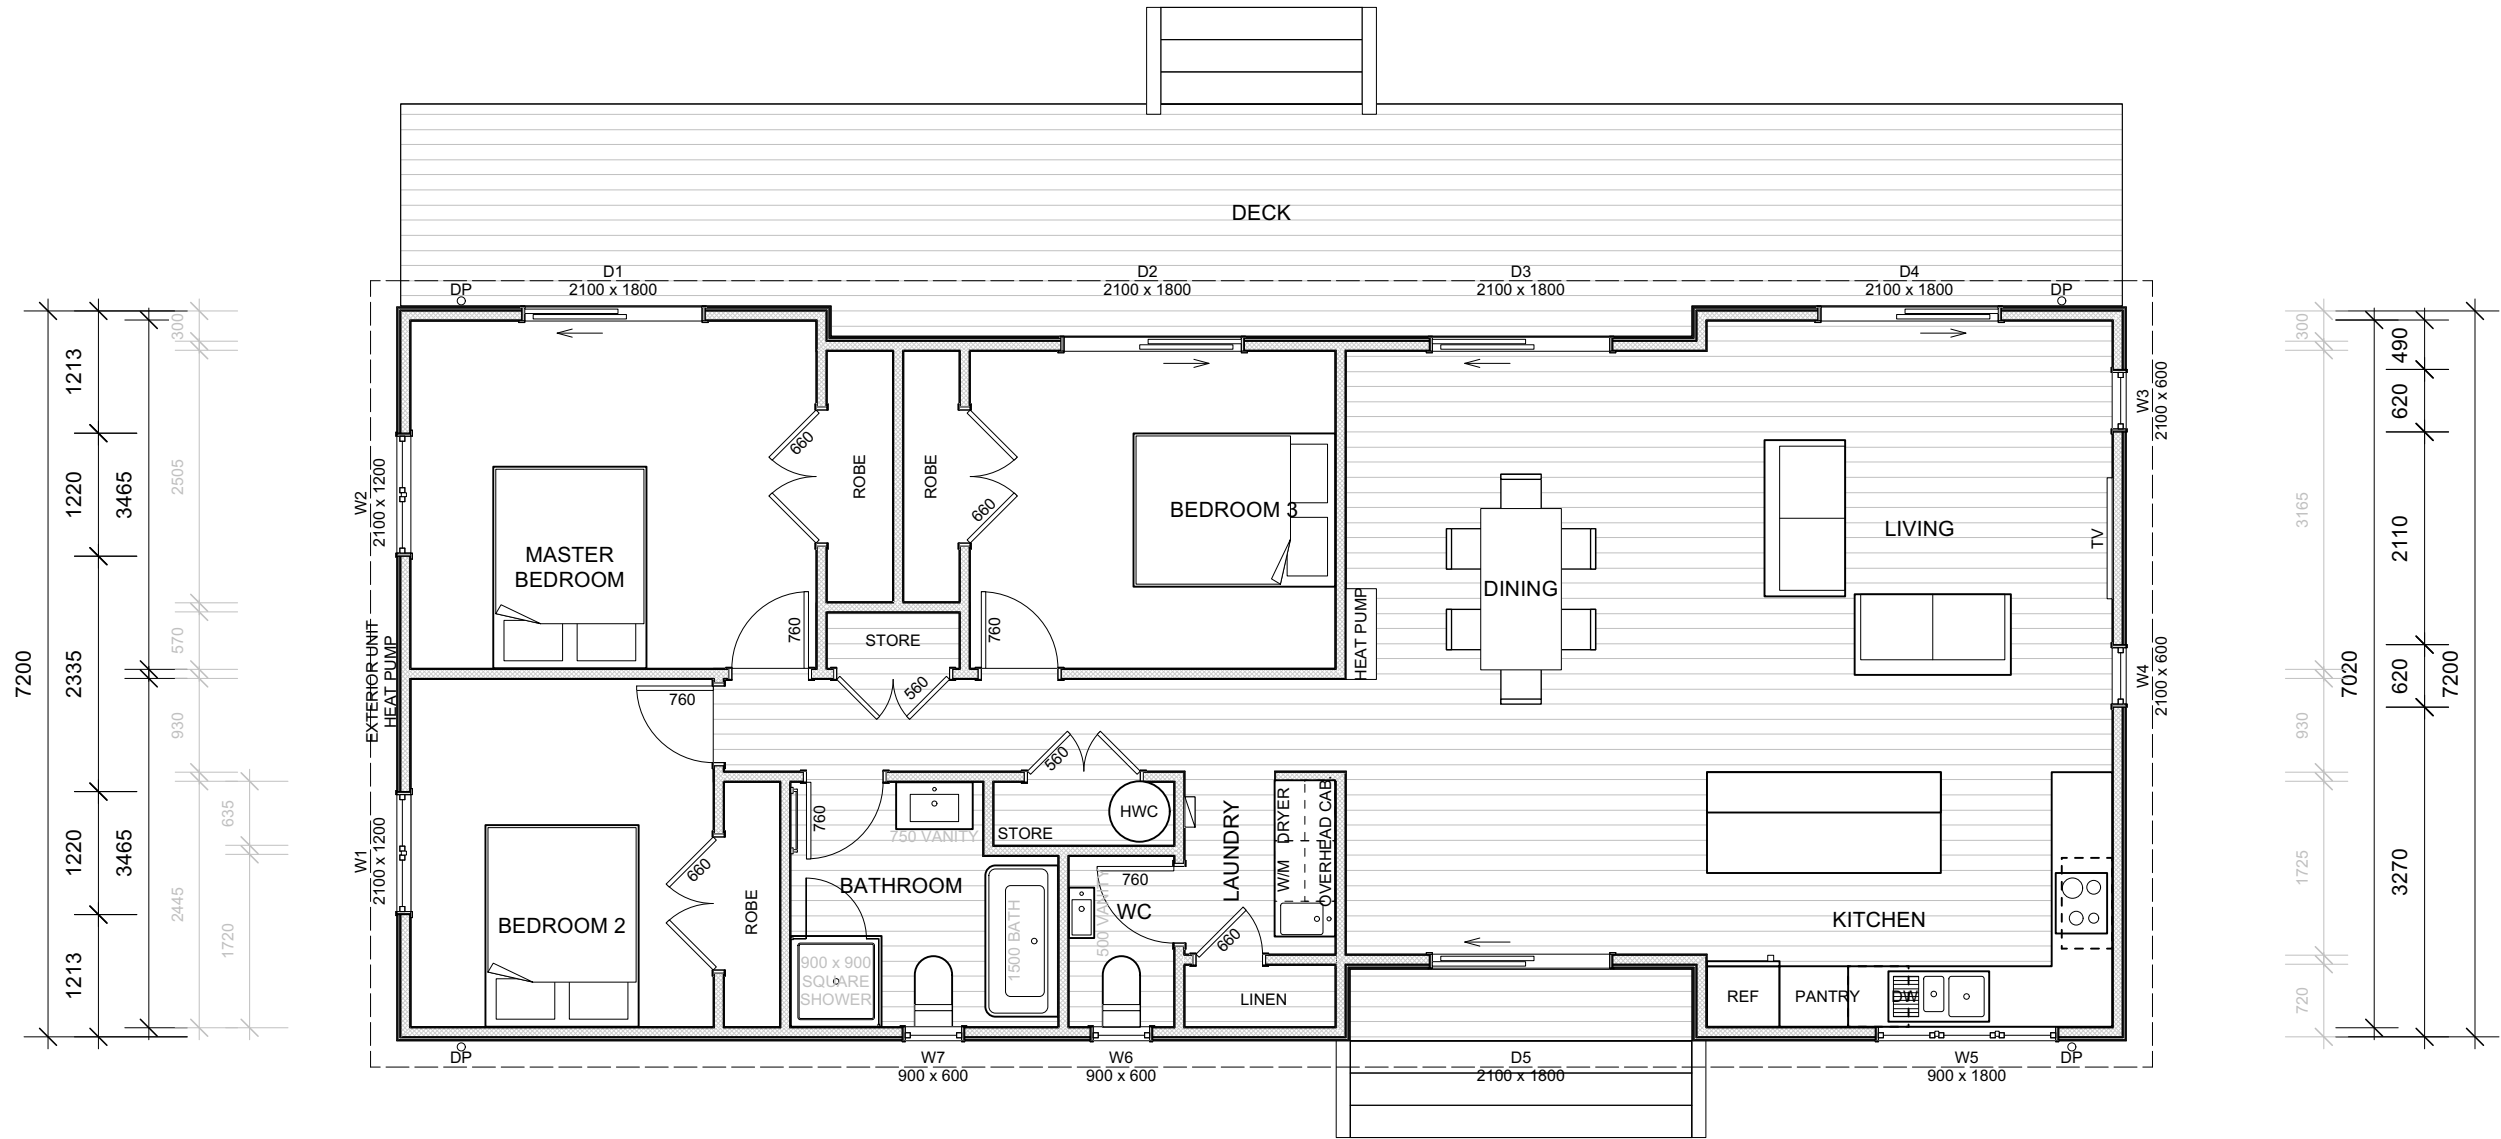 DECK
D1
2100 x 1800
D2
2100 x 1800
D3
2100 x 1800
D4
2100 x 1800
DP
DP
7200
1213
1220
2335
1220
1213
3465
3465
300
2505
570
930
2445
635
1720
W2
2100 x 1200
EXTERIOR UNIT
HEAT PUMP
W1
2100 x 1200
MASTER
BEDROOM
660
ROBE
ROBE
660
BEDROOM 3
760
STORE
760
560
760
HEAT PUMP
DINING
LIVING
TV
W3
2100 x 600
W4
2100 x 600
BEDROOM 2
660
ROBE
760
750 VANITY
BATHROOM
900 x 900
SQUARE
SHOWER
1500 BATH
560
HWC
STORE
760
WC
500 VANITY
LAUNDRY
W/M
DRYER
OVERHEAD CAB.
660
LINEN
KITCHEN
REF
PANTRY
DW
DP
W7
900 x 600
W6
900 x 600
D5
2100 x 1800
W5
900 x 1800
DP
300
3165
930
1725
720
7020
490
620
2110
620
3270
7200